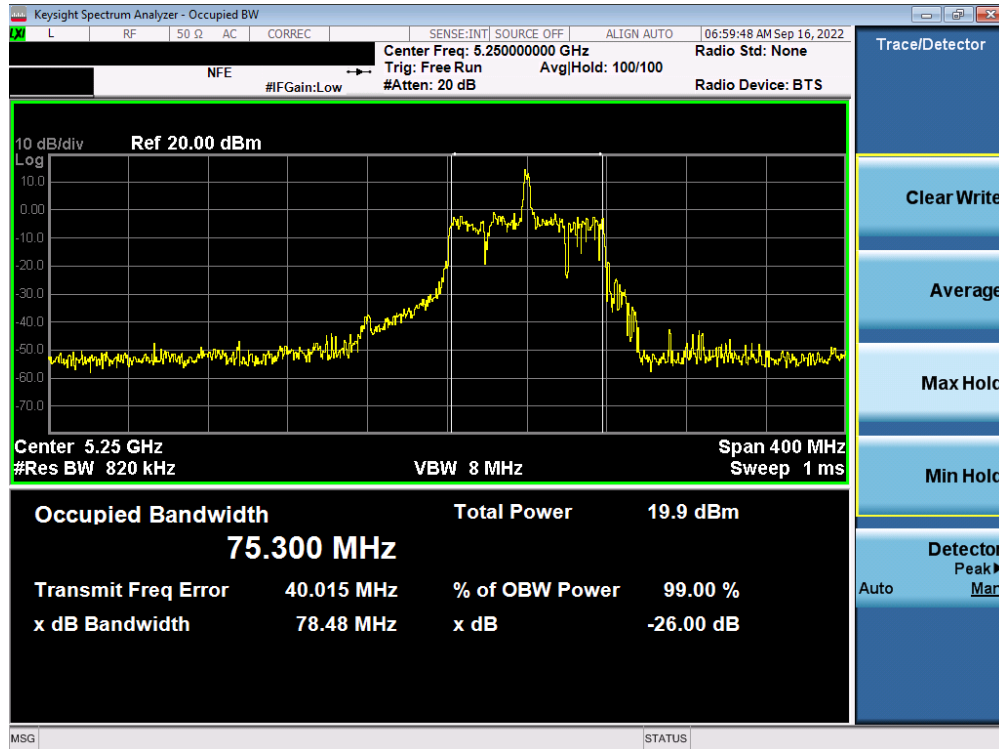 Keysight Spectrum Analyzer - Occupied BW
LXI L RF 50 Ω AC CORREC SENSE:INT SOURCE OFF ALIGN AUTO 06:59:48 AM Sep 16, 2022
NFE
#IFGain:Low
Center Freq: 5.250000000 GHz
Trig: Free Run Avg|Hold: 100/100
#Atten: 20 dB
Radio Std: None
Radio Device: BTS
10 dB/div Ref 20.00 dBm
Log
10.0
0.00
-10.0
-20.0
-30.0
-40.0
-50.0
-60.0
-70.0
Center 5.25 GHz Span 400 MHz
#Res BW 820 kHz VBW 8 MHz Sweep 1 ms
Occupied Bandwidth Total Power 19.9 dBm
75.300 MHz
Transmit Freq Error 40.015 MHz % of OBW Power 99.00 %
x dB Bandwidth 78.48 MHz x dB -26.00 dB
MSG STATUS
Trace/Detector
Clear Write
Average
Max Hold
Min Hold
Detector
Peak
Auto Man